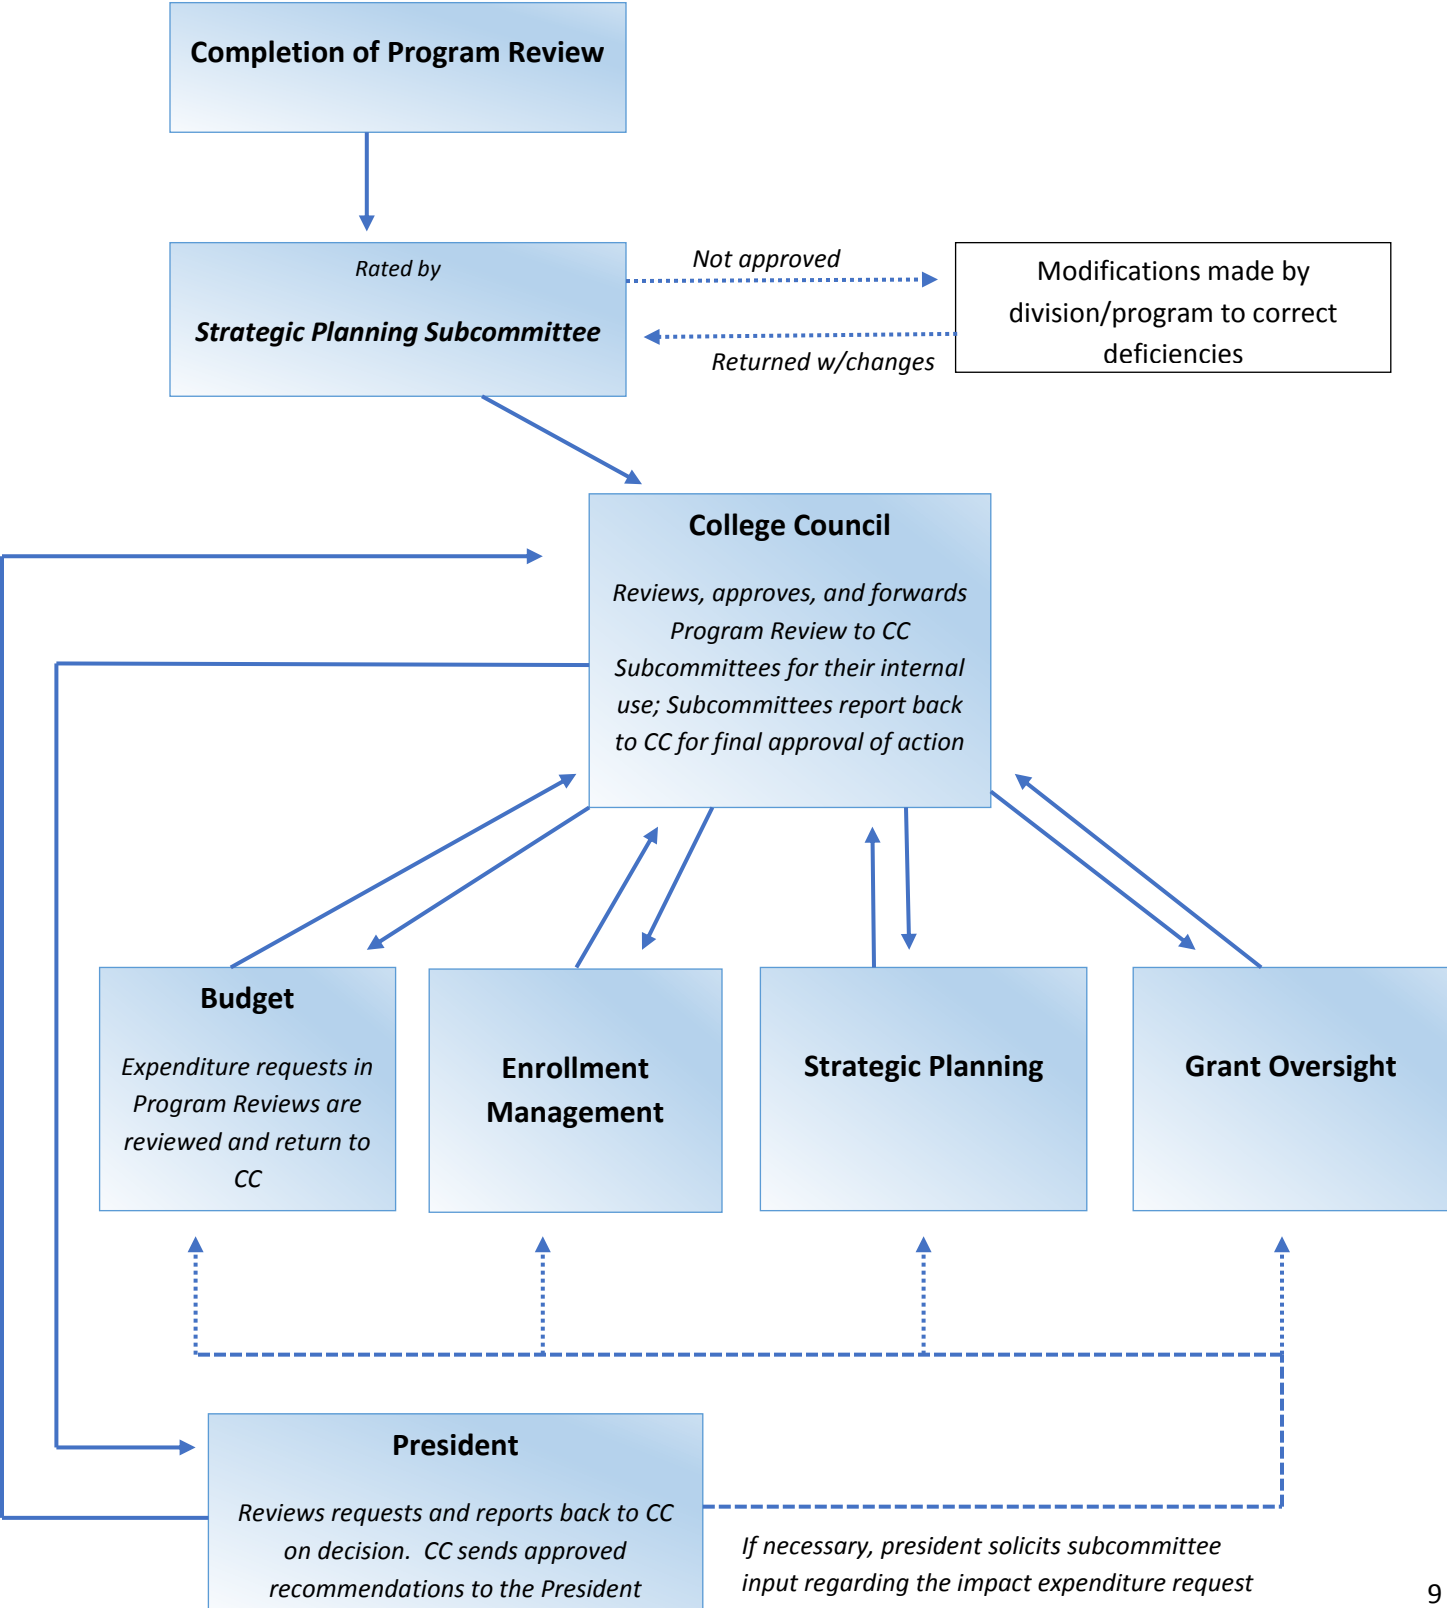 Completion of Program Review
Rated by
Strategic Planning Subcommittee
Not approved
Returned w/changes
Modifications made by
division/program to correct
deficiencies
College Council
Reviews, approves, and forwards
Program Review to CC
Subcommittees for their internal
use; Subcommittees report back
to CC for final approval of action
Budget
Expenditure requests in
Program Reviews are
reviewed and return to
CC
Enrollment
Management
Strategic Planning
Grant Oversight
President
Reviews requests and reports back to CC
on decision.  CC sends approved
recommendations to the President
If necessary, president solicits subcommittee
input regarding the impact expenditure request
9